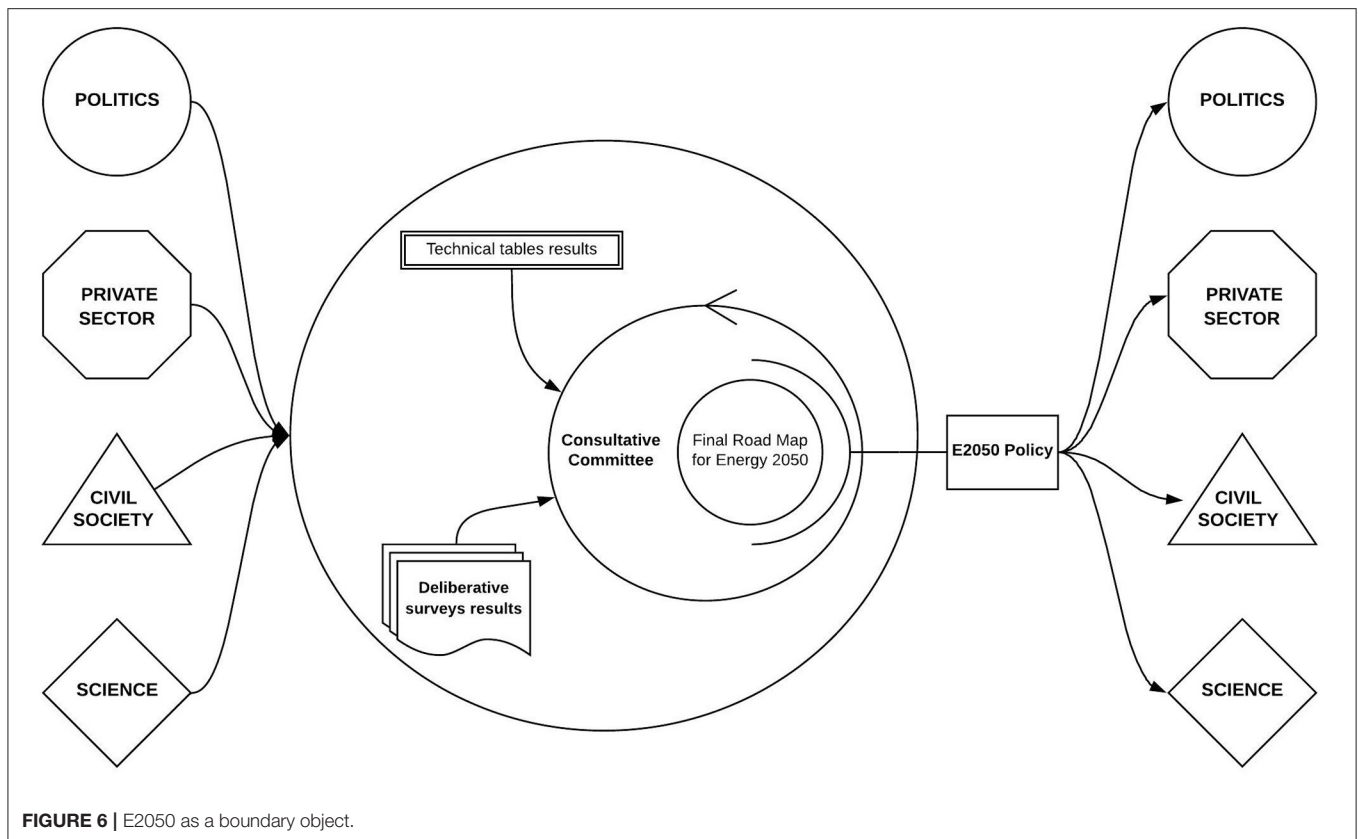 POLITICS
PRIVATE
SECTOR
CIVIL
SOCIETY
SCIENCE
Technical tables results
Deliberative
surveys results
Consultative
Committee
Final Road Map
for Energy 2050
E2050 Policy
POLITICS
PRIVATE
SECTOR
CIVIL
SOCIETY
SCIENCE
FIGURE 6 | E2050 as a boundary object.